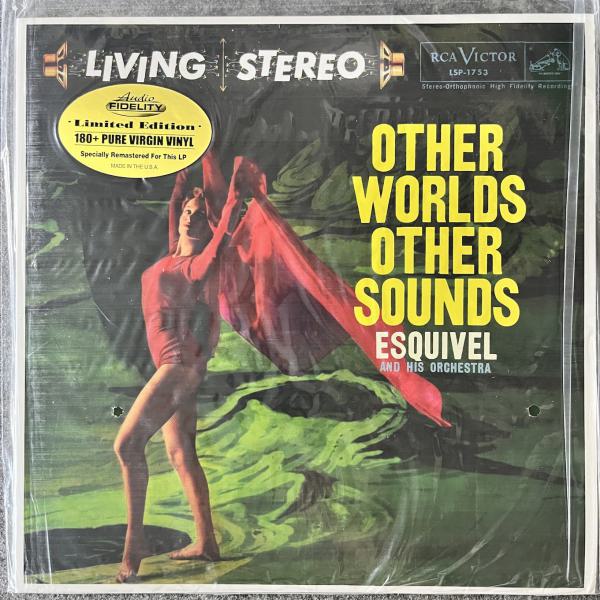 LIVING STEREO
RCA VICTOR
LSP-1753
Stereo-Orthophonic High Fidelity Recording
Audio
FIDELITY
· Limited Edition ·
180+ PURE VIRGIN VINYL
Specially Remastered For This LP
MADE IN THE U.S.A.
OTHER
WORLDS
OTHER
SOUNDS
ESQUIVEL
AND HIS ORCHESTRA